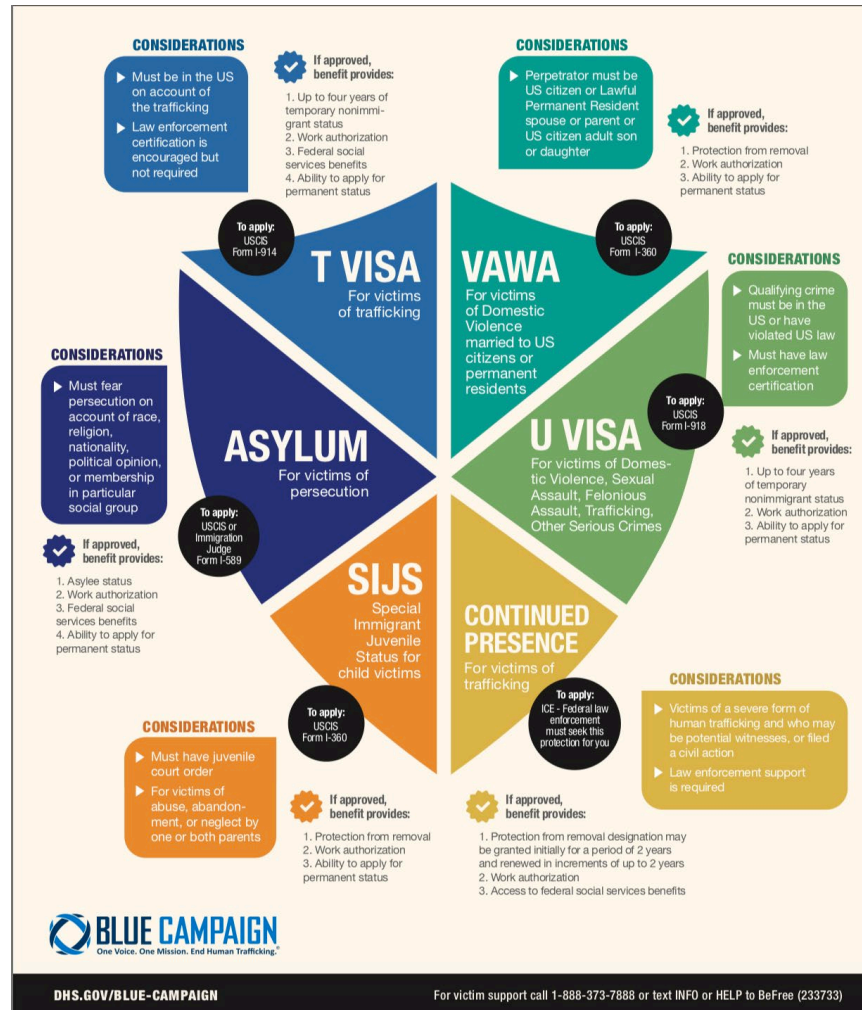 CONSIDERATIONS
▶ Must be in the US
on account of
the trafficking
▶ Law enforcement
certification is
encouraged but
not required
If approved,
benefit provides:
1. Up to four years of
temporary nonimmi-
grant status
2. Work authorization
3. Federal social
services benefits
4. Ability to apply for
permanent status
To apply:
USCIS
Form I-914
T VISA
For victims
of trafficking
CONSIDERATIONS
▶ Perpetrator must be
US citizen or Lawful
Permanent Resident
spouse or parent or
US citizen adult son
or daughter
If approved,
benefit provides:
1. Protection from removal
2. Work authorization
3. Ability to apply for
permanent status
To apply:
USCIS
Form I-360
VAWA
For victims
of Domestic
Violence
married to US
citizens or
permanent
residents
CONSIDERATIONS
▶ Qualifying crime
must be in the
US or have
violated US law
▶ Must have law
enforcement
certification
To apply:
USCIS
Form I-918
If approved,
benefit provides:
1. Up to four years
of temporary
nonimmigrant status
2. Work authorization
3. Ability to apply for
permanent status
U VISA
For victims of Domes-
tic Violence, Sexual
Assault, Felonious
Assault, Trafficking,
Other Serious Crimes
CONSIDERATIONS
▶ Must fear
persecution on
account of race,
religion,
nationality,
political opinion,
or membership
in particular
social group
ASYLUM
For victims of
persecution
To apply:
USCIS or
Immigration
Judge
Form I-589
If approved,
benefit provides:
1. Asylee status
2. Work authorization
3. Federal social
services benefits
4. Ability to apply for
permanent status
SIJS
Special
Immigrant
Juvenile
Status for
child victims
To apply:
USCIS
Form I-360
CONSIDERATIONS
▶ Must have juvenile
court order
▶ For victims of
abuse, abandon-
ment, or neglect by
one or both parents
If approved,
benefit provides:
1. Protection from removal
2. Work authorization
3. Ability to apply for
permanent status
CONTINUED
PRESENCE
For victims of
trafficking
To apply:
ICE - Federal law
enforcement
must seek this
protection for you
CONSIDERATIONS
▶ Victims of a severe form of
human trafficking and who may
be potential witnesses, or filed
a civil action
▶ Law enforcement support
is required
If approved,
benefit provides:
1. Protection from removal designation may
be granted initially for a period of 2 years
and renewed in increments of up to 2 years
2. Work authorization
3. Access to federal social services benefits
BLUE CAMPAIGN
One Voice. One Mission. End Human Trafficking.®
DHS.GOV/BLUE-CAMPAIGN
For victim support call 1-888-373-7888 or text INFO or HELP to BeFree (233733)